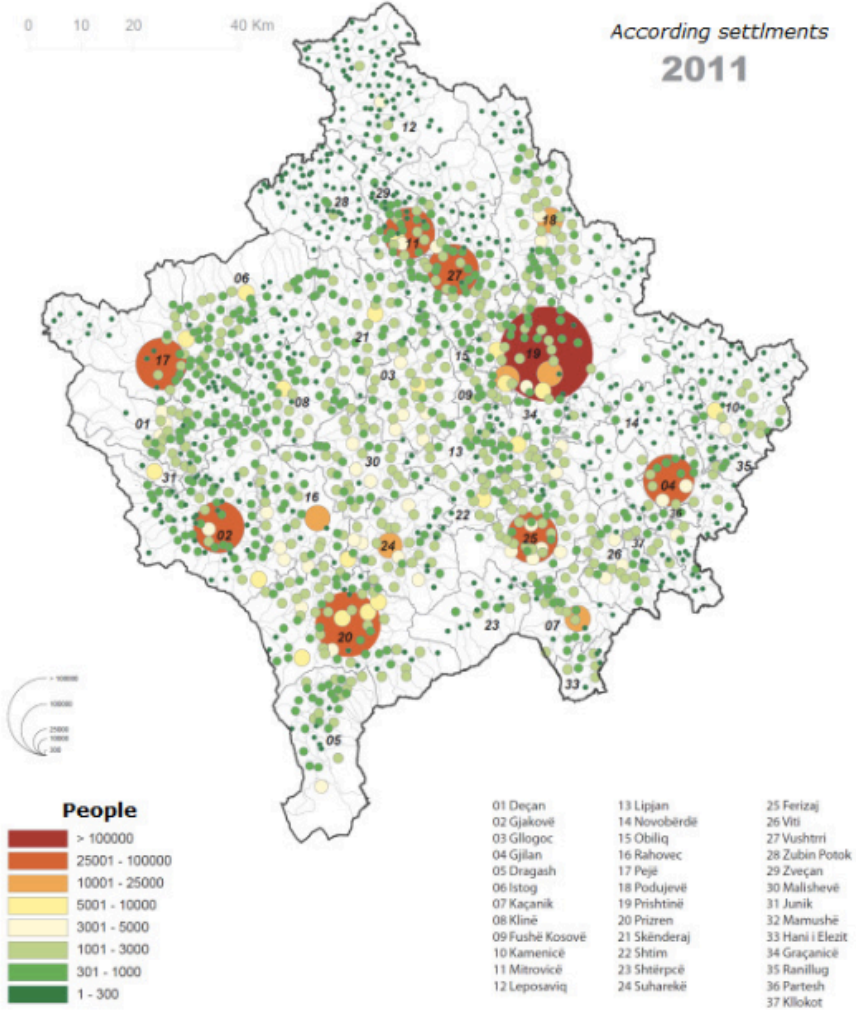 0 10 20 40 Km
According settlments
2011
12
28
29
11
18
27
06
17
21
15
19
03
08
09
34
10
01
14
13
30
35
31
16
04
02
22
24
25
36
37
26
20
23
07
33
05
> 100000
100000
25000
10000
300
People
> 100000
25001 - 100000
10001 - 25000
5001 - 10000
3001 - 5000
1001 - 3000
301 - 1000
1 - 300
01 Deçan
02 Gjakovë
03 Gllogoc
04 Gjilan
05 Dragash
06 Istog
07 Kaçanik
08 Klinë
09 Fushë Kosovë
10 Kamenicë
11 Mitrovicë
12 Leposaviq
13 Lipjan
14 Novobërdë
15 Obiliq
16 Rahovec
17 Pejë
18 Podujevë
19 Prishtinë
20 Prizren
21 Skënderaj
22 Shtim
23 Shtërpcë
24 Suharekë
25 Ferizaj
26 Viti
27 Vushtrri
28 Zubin Potok
29 Zveçan
30 Malishevë
31 Junik
32 Mamushë
33 Hani i Elezit
34 Graçanicë
35 Ranillug
36 Partesh
37 Kllokot